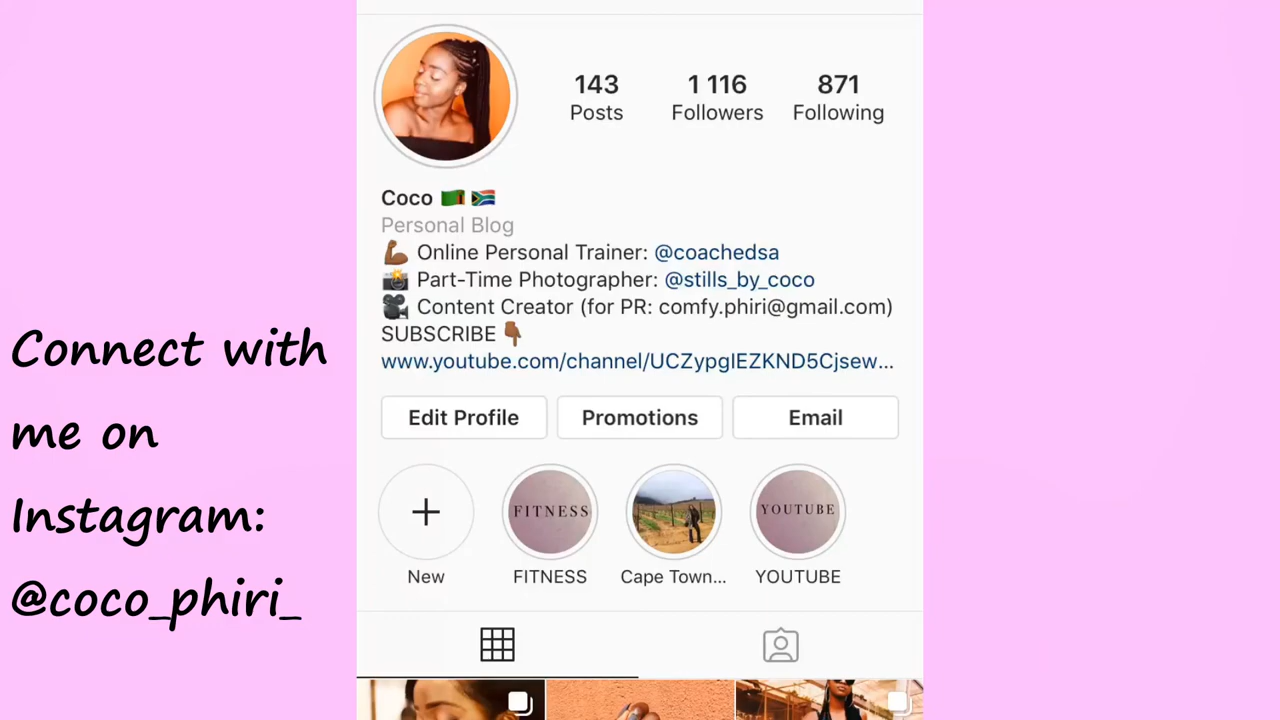 143
Posts
1 116
Followers
871
Following
Coco 🇿🇲 🇿🇦
Personal Blog
💪🏾 Online Personal Trainer: @coachedsa
📸 Part-Time Photographer: @stills_by_coco
🎥 Content Creator (for PR: comfy.phiri@gmail.com)
SUBSCRIBE 👇🏾
www.youtube.com/channel/UCZypgIEZKND5Cjsew...
Edit Profile
Promotions
Email
FITNESS
YOUTUBE
New
FITNESS
Cape Town...
YOUTUBE
Connect with
me on
Instagram:
@coco_phiri_